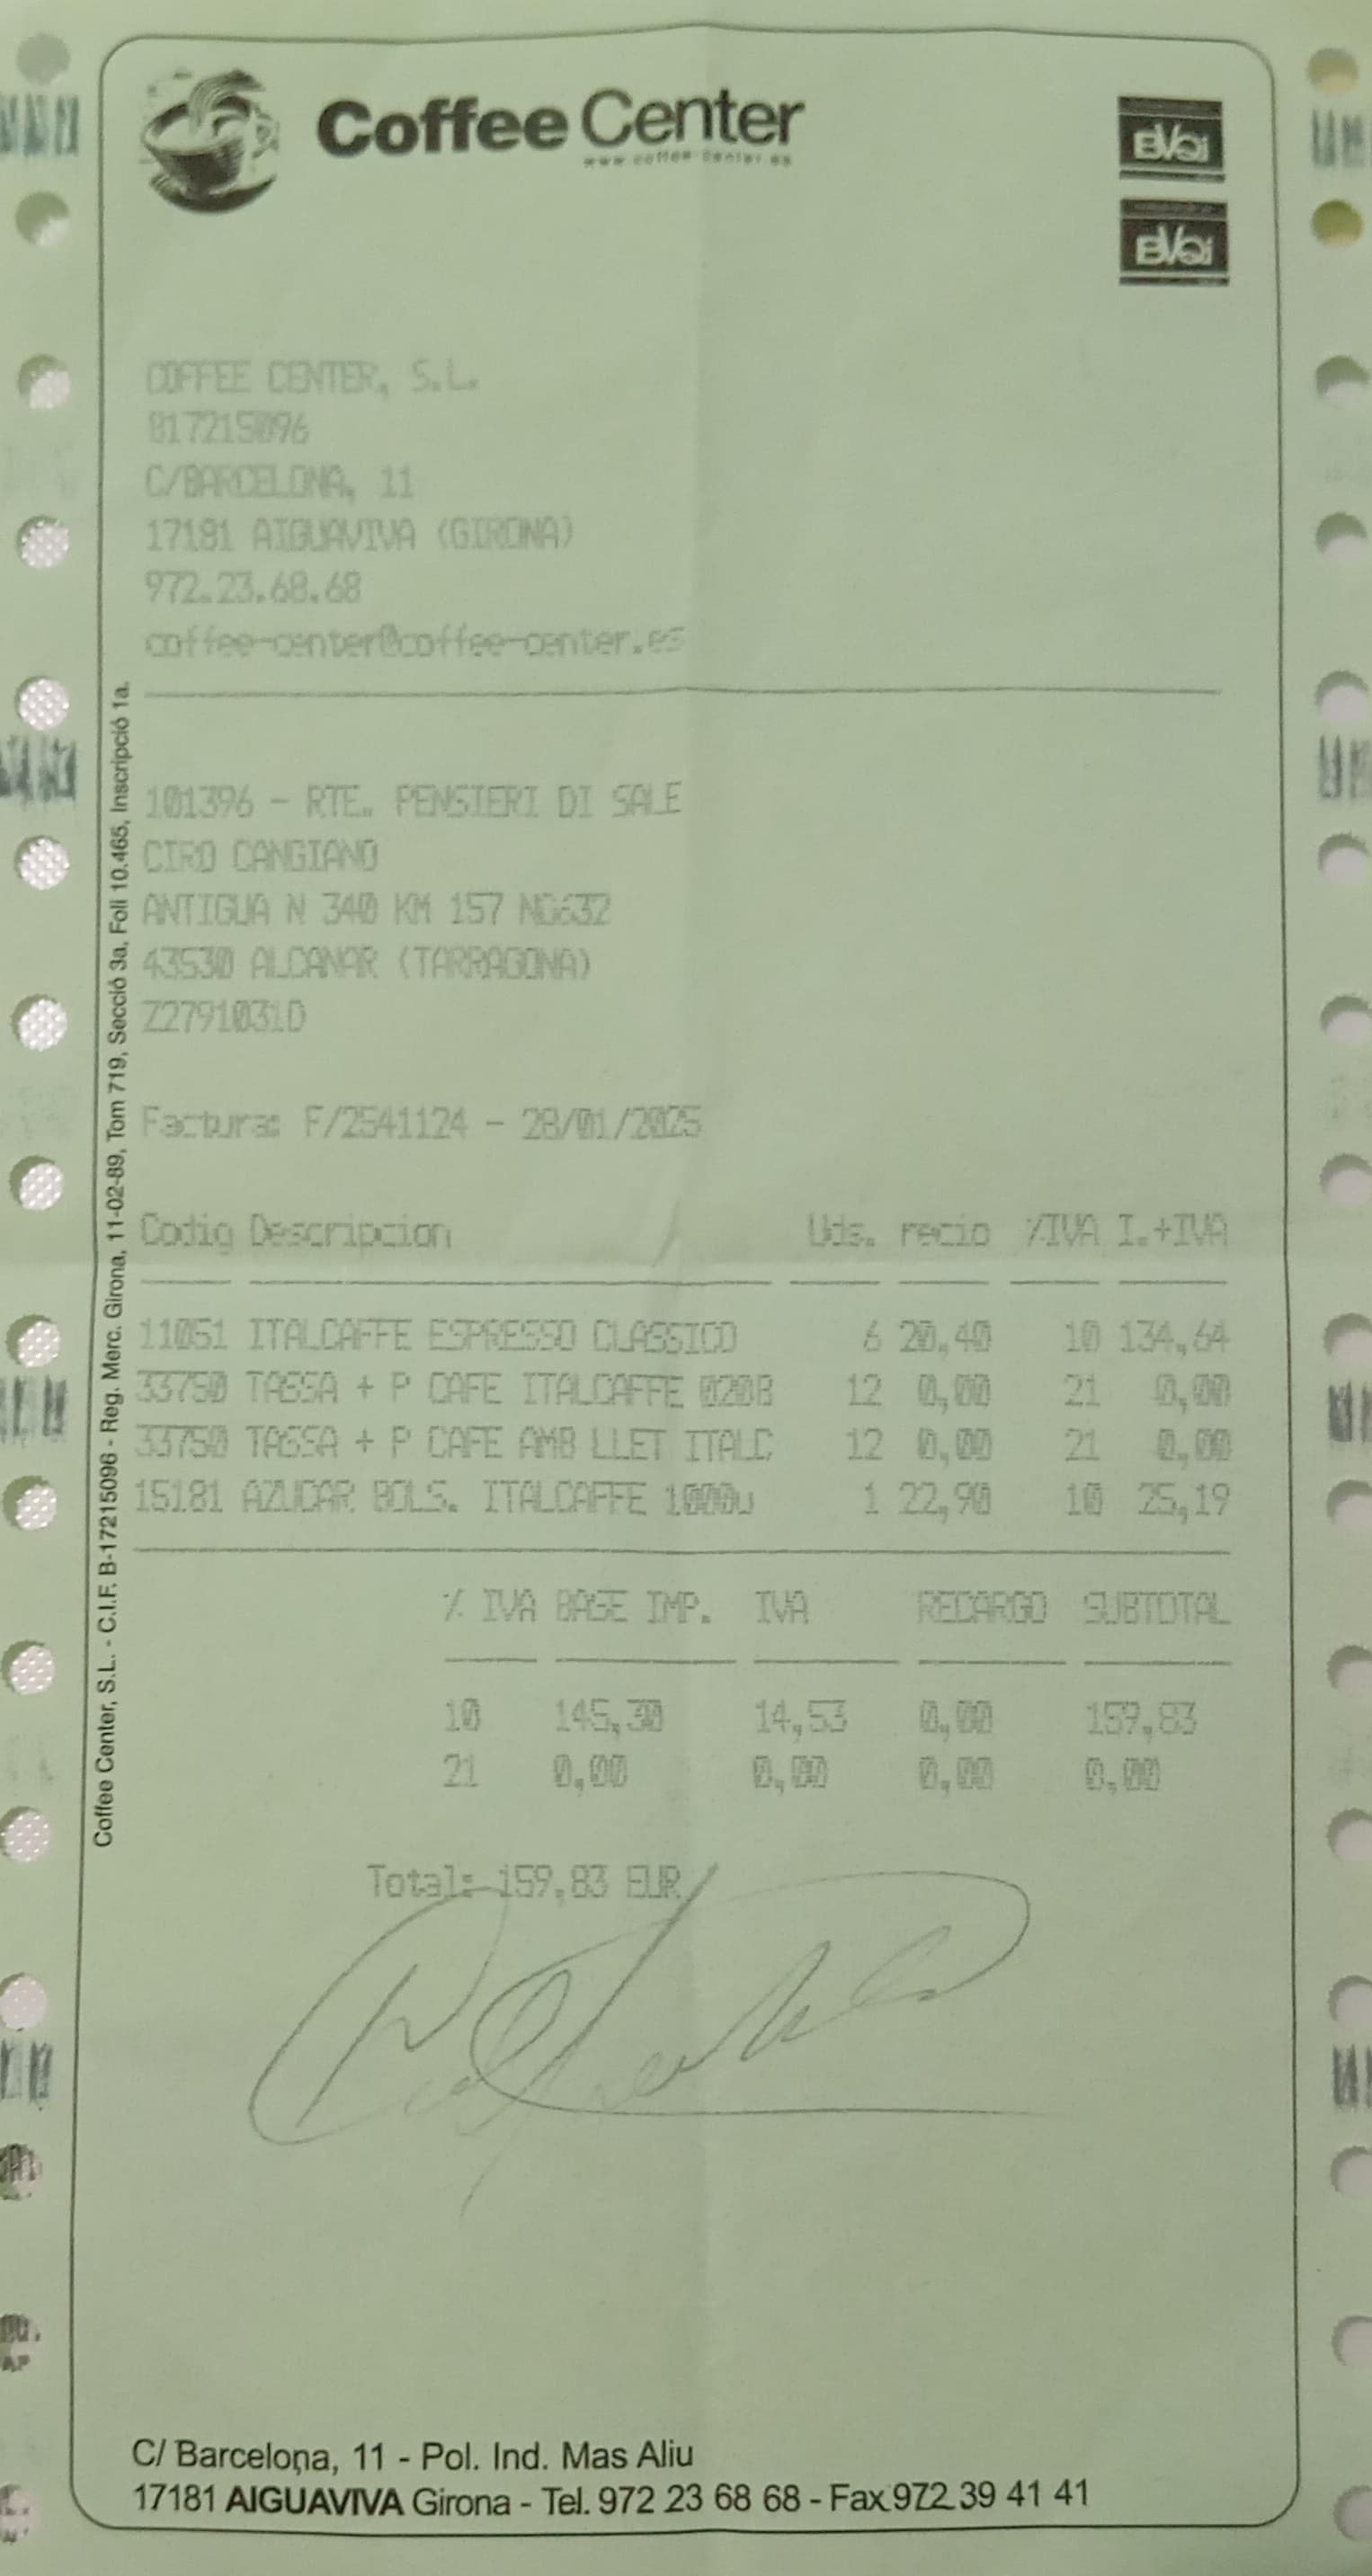 Coffee Center
www.coffee-center.es
BVQi
BVQi
COFFEE CENTER, S.L.
B17215096
C/BARCELONA, 11
17181 AIGUAVIVA (GIRONA)
972.23.68.68
coffee-center@coffee-center.es
101396 - RTE. PENSIERI DI SALE
CIRO CANGIANO
ANTIGUA N 340 KM 157 NG632
43530 ALCANAR (TARRAGONA)
Z2791031D
Factura: F/2541124 - 28/01/2025
Codig Descripcion Uds. recio %IVA I.+IVA
11051 ITALCAFFE ESPRESSO CLASSICO 6 20,40 10 134,64
33750 TASSA + P CAFE ITALCAFFE 020B 12 0,00 21 0,00
33750 TASSA + P CAFE AMB LLET ITALC 12 0,00 21 0,00
15181 AZUCAR BOLS. ITALCAFFE 1000u 1 22,90 10 25,19
% IVA BASE IMP. IVA RECARGO SUBTOTAL
10 145,30 14,53 0,00 159,83
21 0,00 0,00 0,00 0,00
Total: 159,83 EUR
Coffee Center, S.L. - C.I.F. B-17215096 - Reg. Merc. Girona, 11-02-89, Tom 719, Secció 3a, Foli 10.465, Inscripció 1a.
C/ Barcelona, 11 - Pol. Ind. Mas Aliu
17181 AIGUAVIVA Girona - Tel. 972 23 68 68 - Fax 972 39 41 41